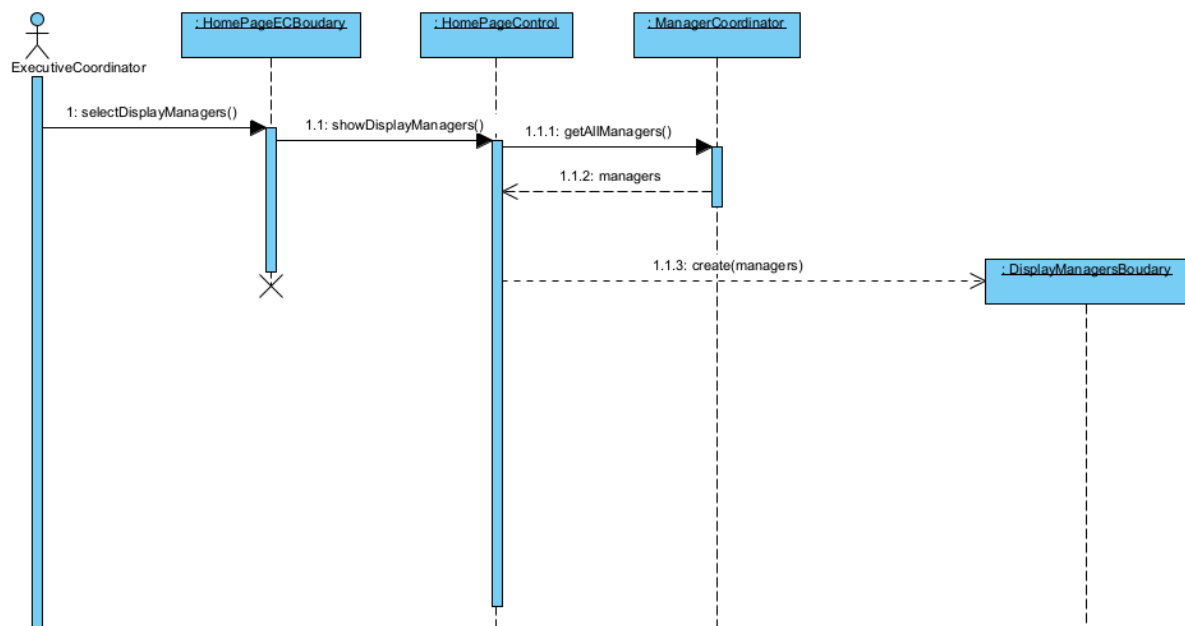 : HomePageECBoudary
: HomePageControl
: ManagerCoordinator
ExecutiveCoordinator
1: selectDisplayManagers()
1.1: showDisplayManagers()
1.1.1: getAllManagers()
1.1.2: managers
1.1.3: create(managers)
: DisplayManagersBoudary